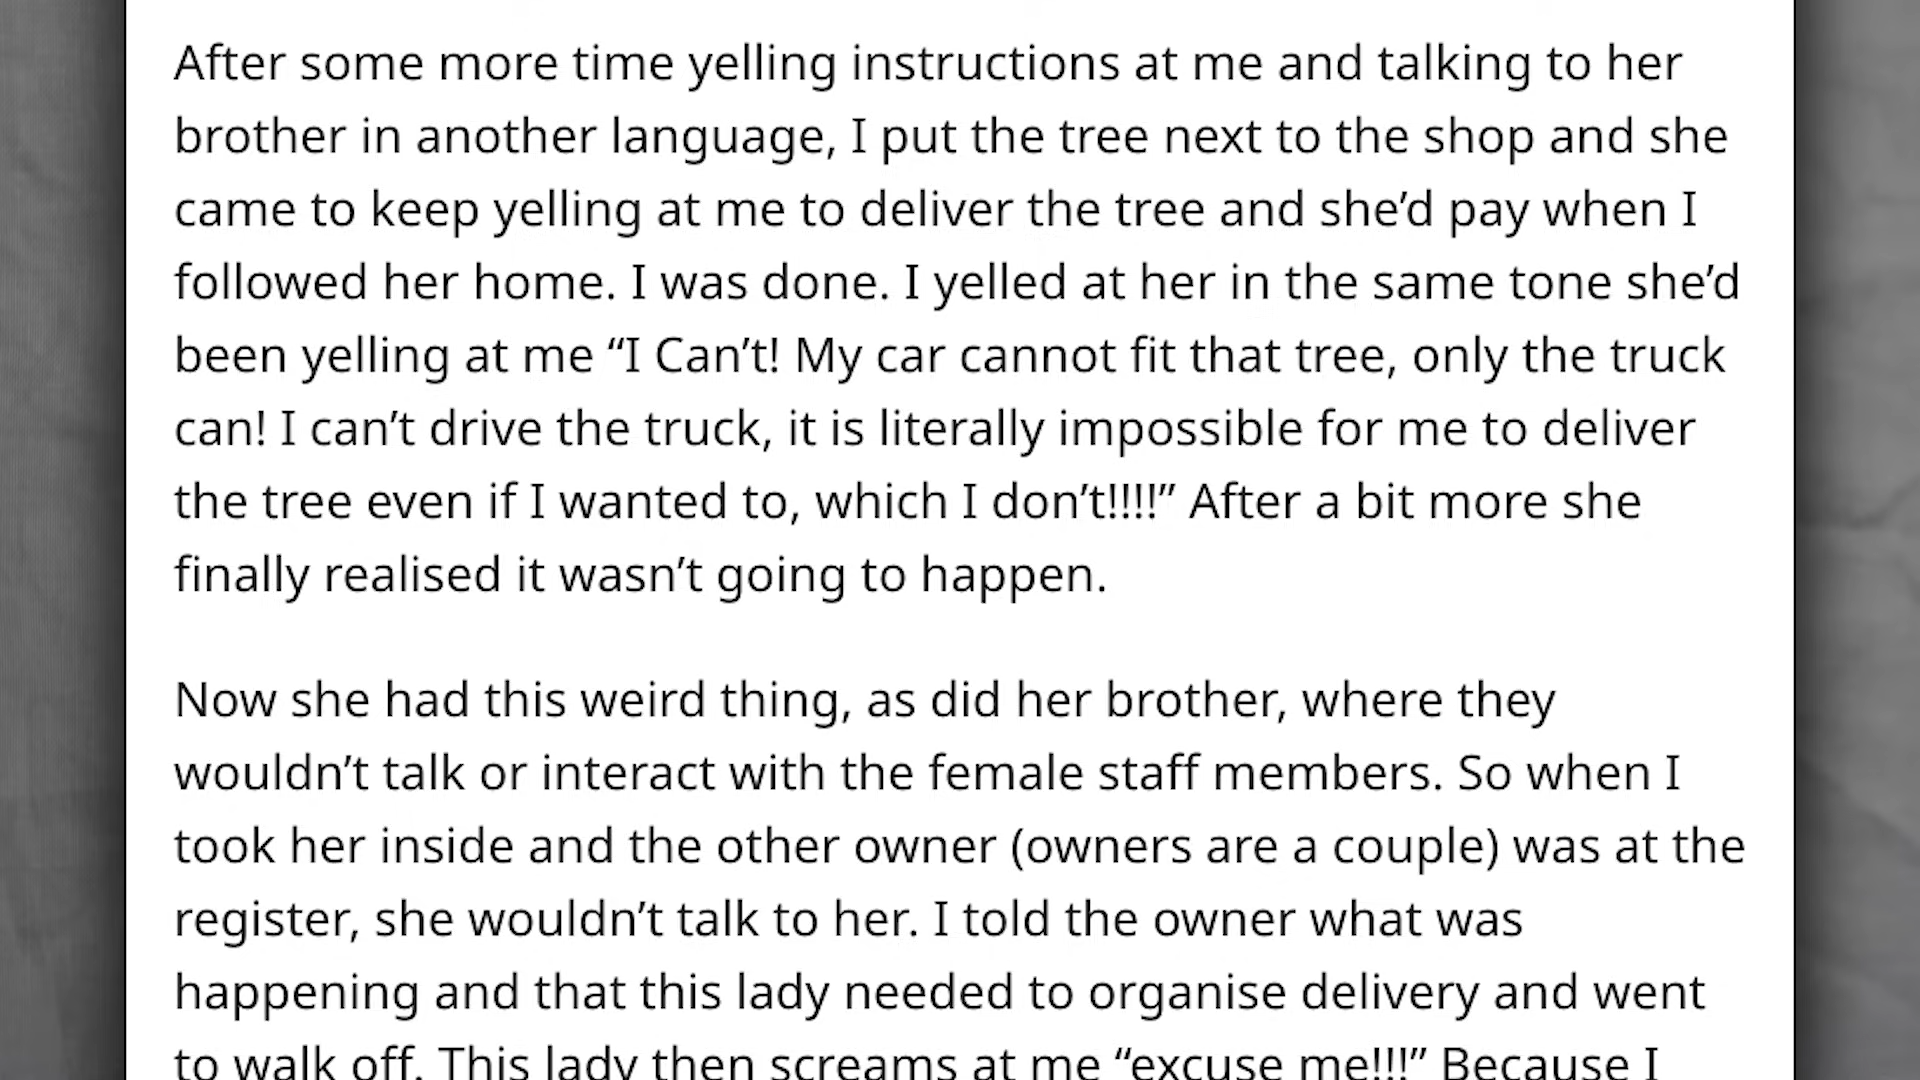 After some more time yelling instructions at me and talking to her
brother in another language, I put the tree next to the shop and she
came to keep yelling at me to deliver the tree and she’d pay when I
followed her home. I was done. I yelled at her in the same tone she’d
been yelling at me “I Can’t! My car cannot fit that tree, only the truck
can! I can’t drive the truck, it is literally impossible for me to deliver
the tree even if I wanted to, which I don’t!!!!” After a bit more she
finally realised it wasn’t going to happen.
Now she had this weird thing, as did her brother, where they
wouldn’t talk or interact with the female staff members. So when I
took her inside and the other owner (owners are a couple) was at the
register, she wouldn’t talk to her. I told the owner what was
happening and that this lady needed to organise delivery and went
to walk off. This lady then screams at me “excuse me!!!” Because I